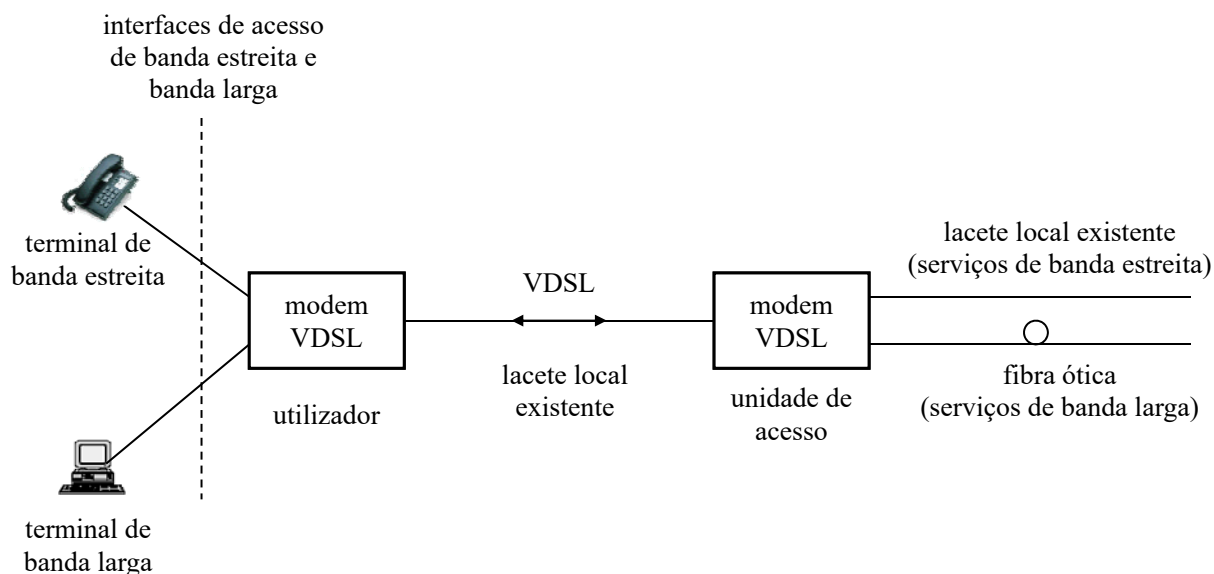 interfaces de acesso
de banda estreita e
banda larga
terminal de
banda estreita
modem
VDSL
utilizador
VDSL
lacete local
existente
modem
VDSL
unidade de
acesso
lacete local existente
(serviços de banda estreita)
fibra ótica
(serviços de banda larga)
terminal de
banda larga